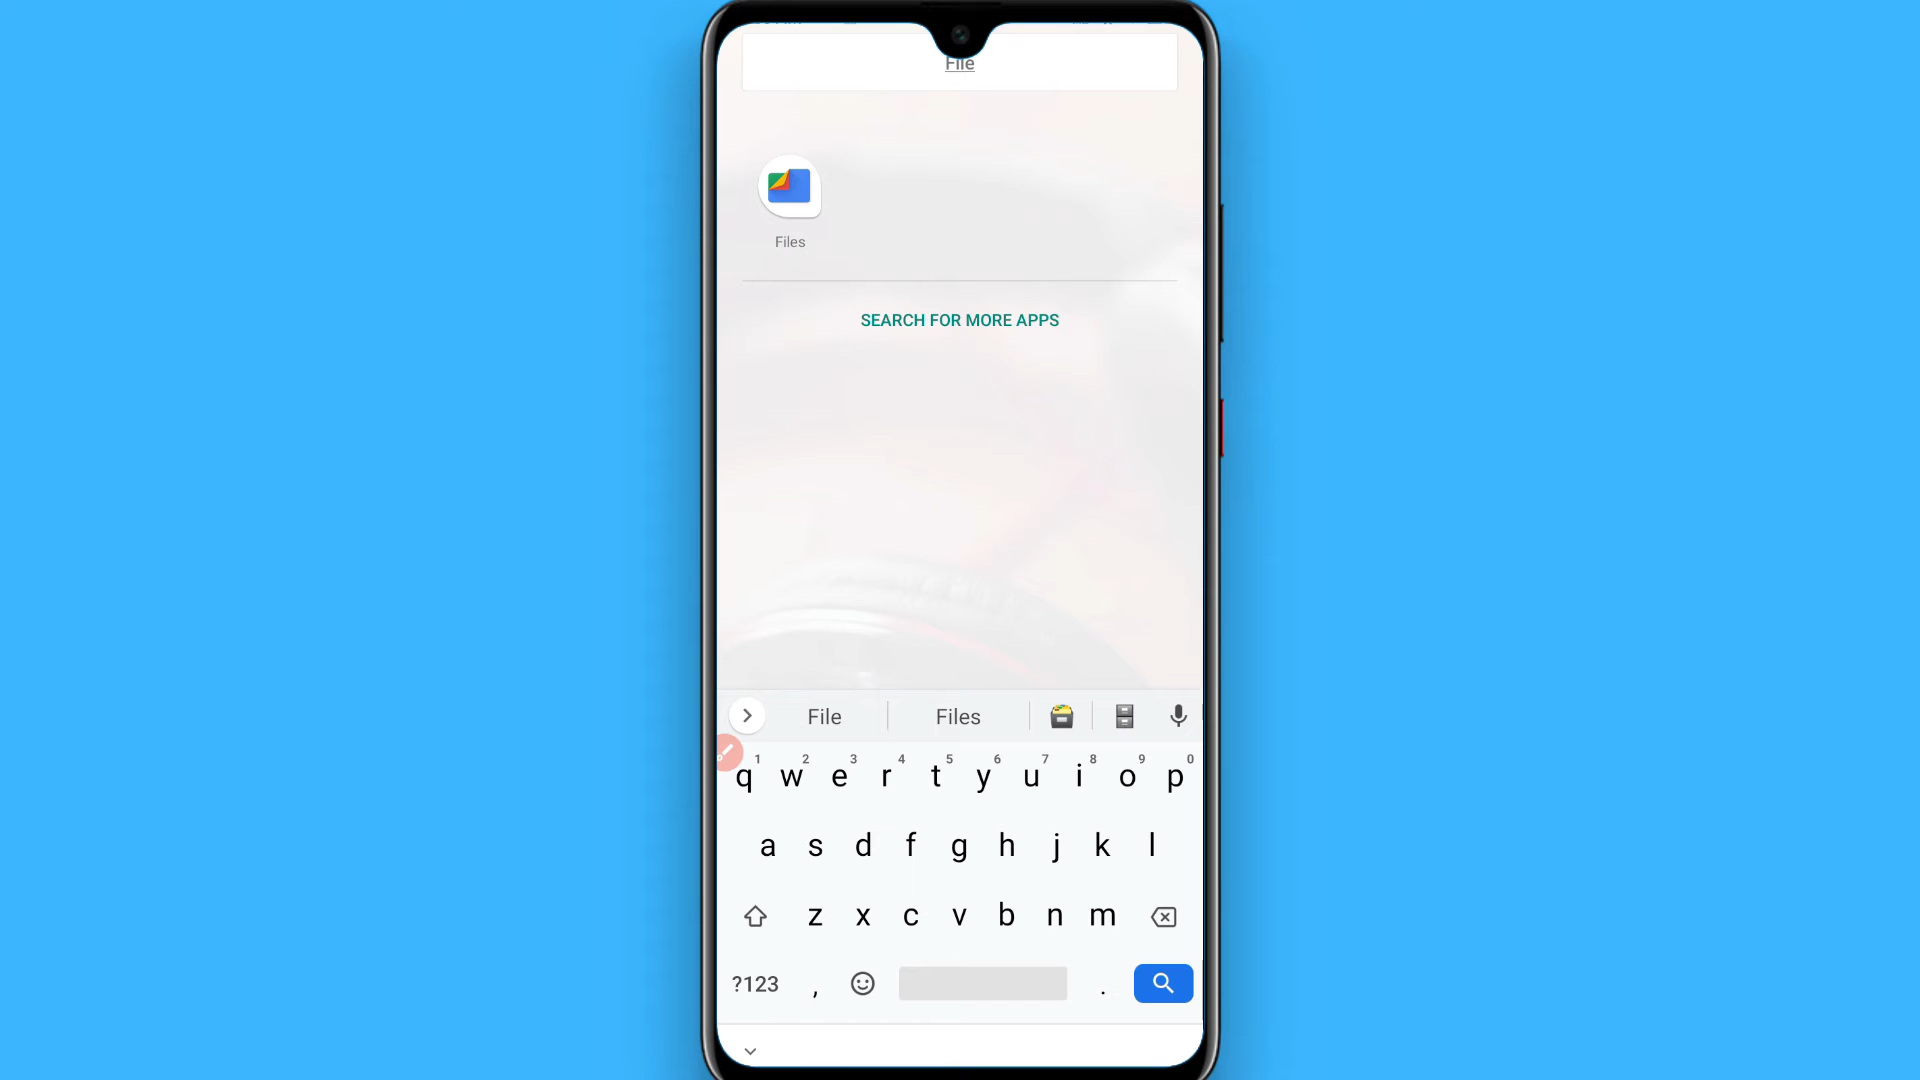 File
Files
SEARCH FOR MORE APPS
File Files
1 2 3 4 5 6 7 8 9 0
q w e r t y u i o p
a s d f g h j k l
z x c v b n m
?123 , .